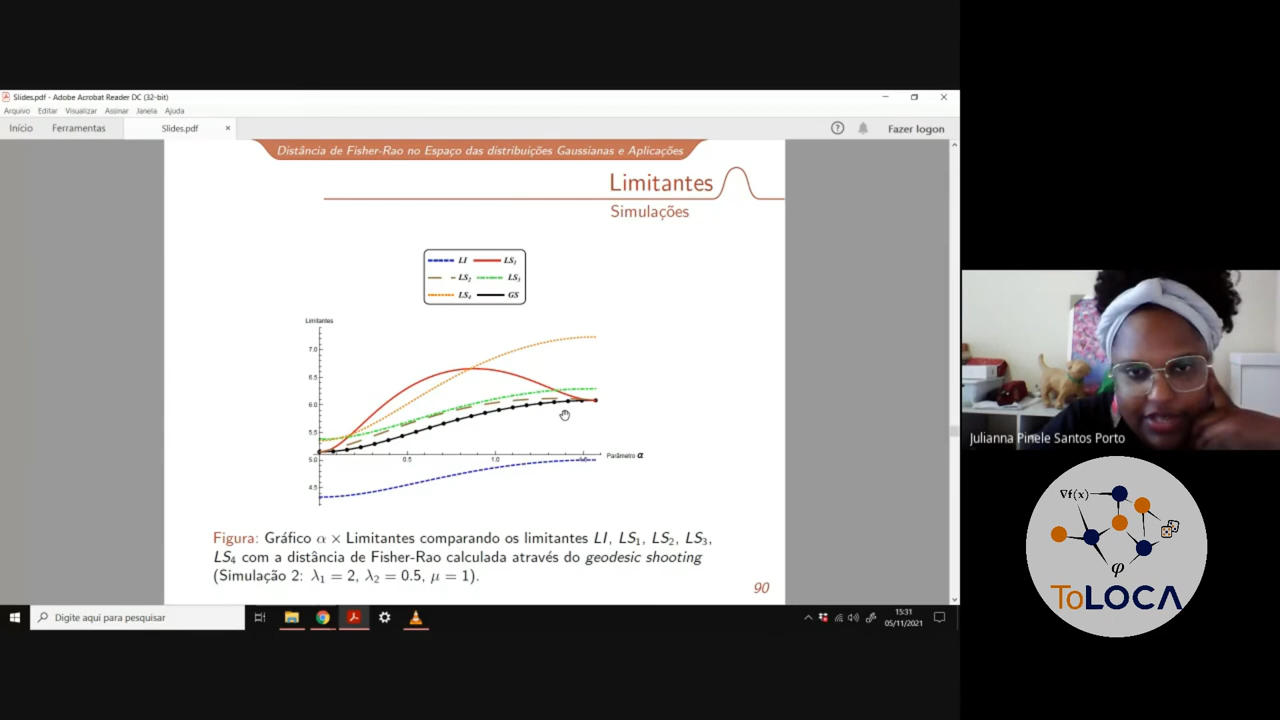 Slides.pdf - Adobe Acrobat Reader DC (32-bit)
Arquivo Editar Visualizar Assinar Janela Ajuda
Início Ferramentas Slides.pdf × Fazer logon
Distância de Fisher-Rao no Espaço das distribuições Gaussianas e Aplicações
Limitantes
Simulações
LI LS₁
LS₂ LS₃
LS₄ GS
Limitantes
7.0
6.5
6.0
5.5
5.0
4.5
0.5 1.0 1.5 Parâmetro α
Figura: Gráfico α × Limitantes comparando os limitantes LI, LS₁, LS₂, LS₃,
LS₄ com a distância de Fisher-Rao calculada através do geodesic shooting
(Simulação 2: λ₁ = 2, λ₂ = 0.5, μ = 1).
90
Digite aqui para pesquisar
15:31
05/11/2021
Julianna Pinele Santos Porto
∇f(x)
φ
ToLOCA